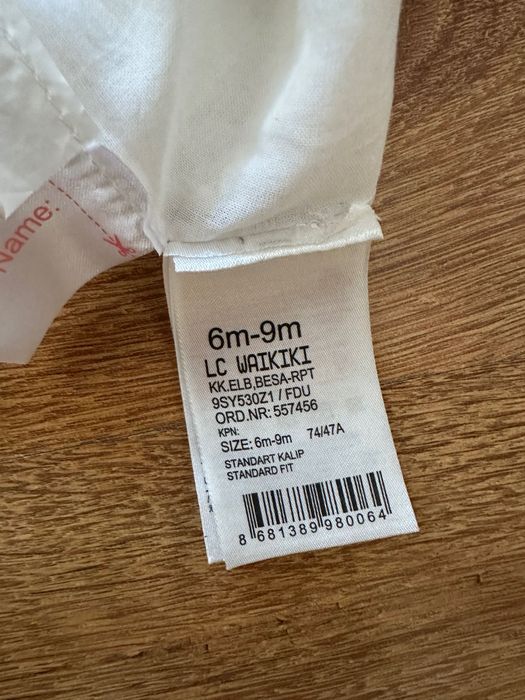 Name:
6m-9m
LC WAIKIKI
KK.ELB,BESA-RPT
9SY530Z1 / FDU
ORD.NR: 557456
KPN:
SIZE: 6m-9m 74/47A
STANDART KALIP
STANDARD FIT
8 681389 980064